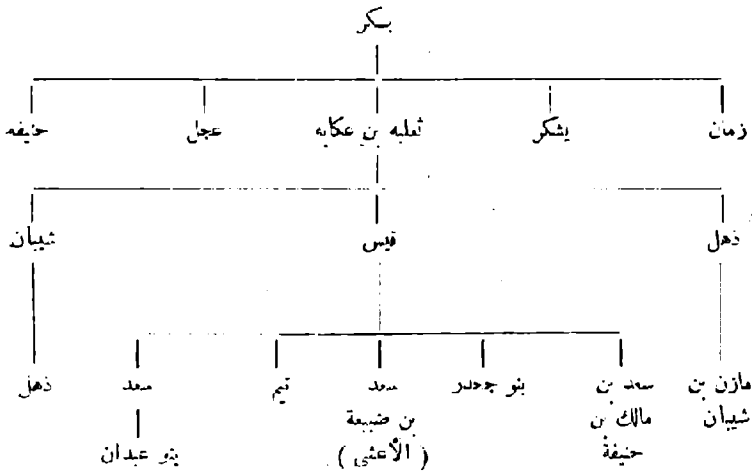 بكر
زمان يشكر ثعلبه بن عكابه عجل حنيفه
ذهل قيس شيبان
مازن بن سعد بن بنو جحدر سعد تيم سعد ذهل
شيبان مالك بن بن ضبيعة
حنيفة (الأعشى) بنو عبدان